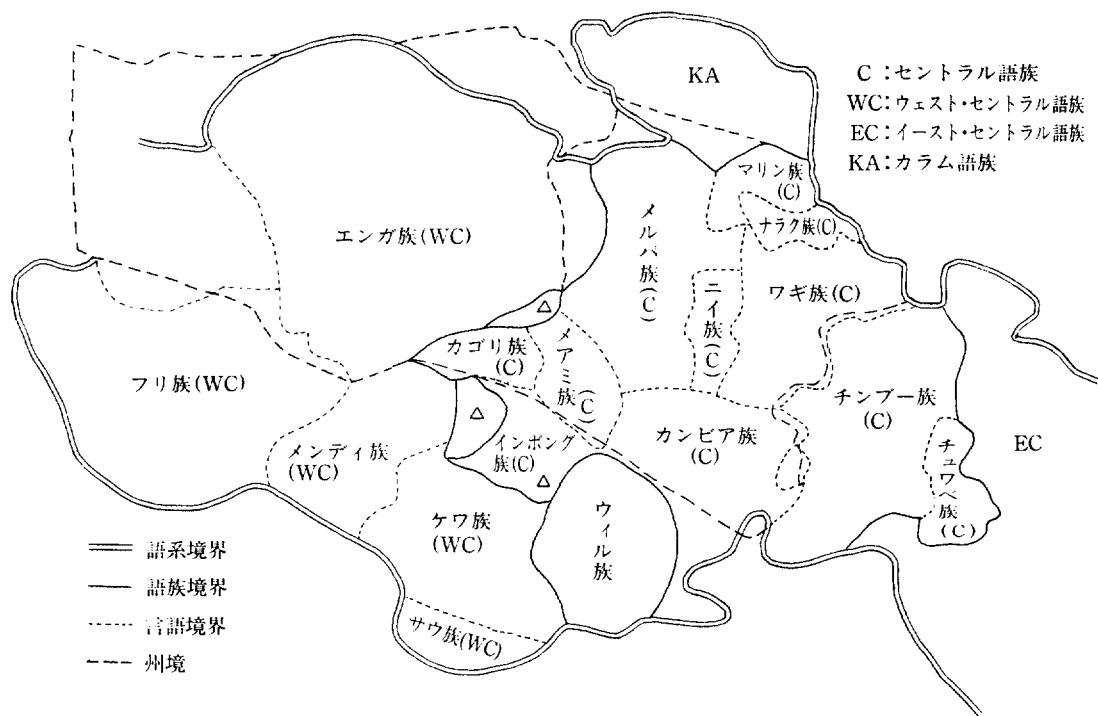 KA
C：セントラル語族
WC：ウェスト・セントラル語族
EC：イースト・セントラル語族
KA：カラム語族
マリン族
(C)
ナラク族(C)
エンガ族(WC)
メルパ族(C)
ニイ族(C)
ワギ族(C)
カゴリ族
(C)
メアミ族(C)
フリ族(WC)
チンブー族
(C)
EC
チュワベ族(C)
メンディ族
(WC)
インボング
族(C)
カンビア族
(C)
ケワ族
(WC)
ウィル族
サウ族(WC)
語系境界
語族境界
言語境界
州境